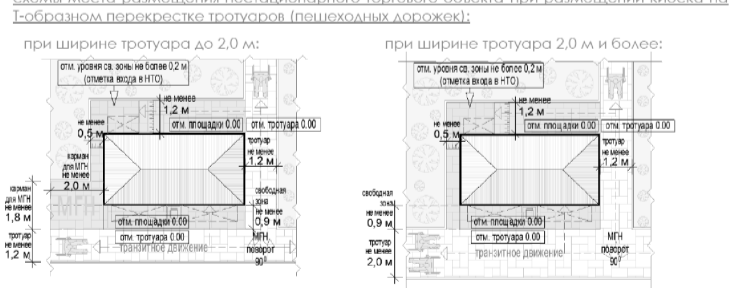 схемы места размещения нестационарного торгового объекта при размещении киоска на
Т-образном перекрестке тротуаров (пешеходных дорожек):
при ширине тротуара до 2,0 м:
отм. уровня св. зоны не более 0,2 м
(отметка входа в НТО)
не менее
1,2 м
отм. площадки 0.00
отм. тротуара 0.00
не менее
0,5 м
тротуар
не менее
1,2 м
карман
для МГН
не менее
2,0 м
карман
для МГН
не менее
1,8 м
МГН
свободная
зона
не менее
0,9 м
отм. площадки 0.00
тротуар
не менее
1,2 м
отм. тротуара 0.00
транзитное движение
МГН
поворот
90⁰
при ширине тротуара 2,0 м и более:
отм. уровня св. зоны не более 0,2 м
(отметка входа в НТО)
не менее
1,2 м
отм. площадки 0.00
отм. тротуара 0.00
не менее
0,5 м
тротуар
не менее
1,2 м
свободная
зона
не менее
0,9 м
отм. площадки 0.00
тротуар
не менее
2,0 м
отм. тротуара 0.00
транзитное движение
МГН
поворот
90⁰